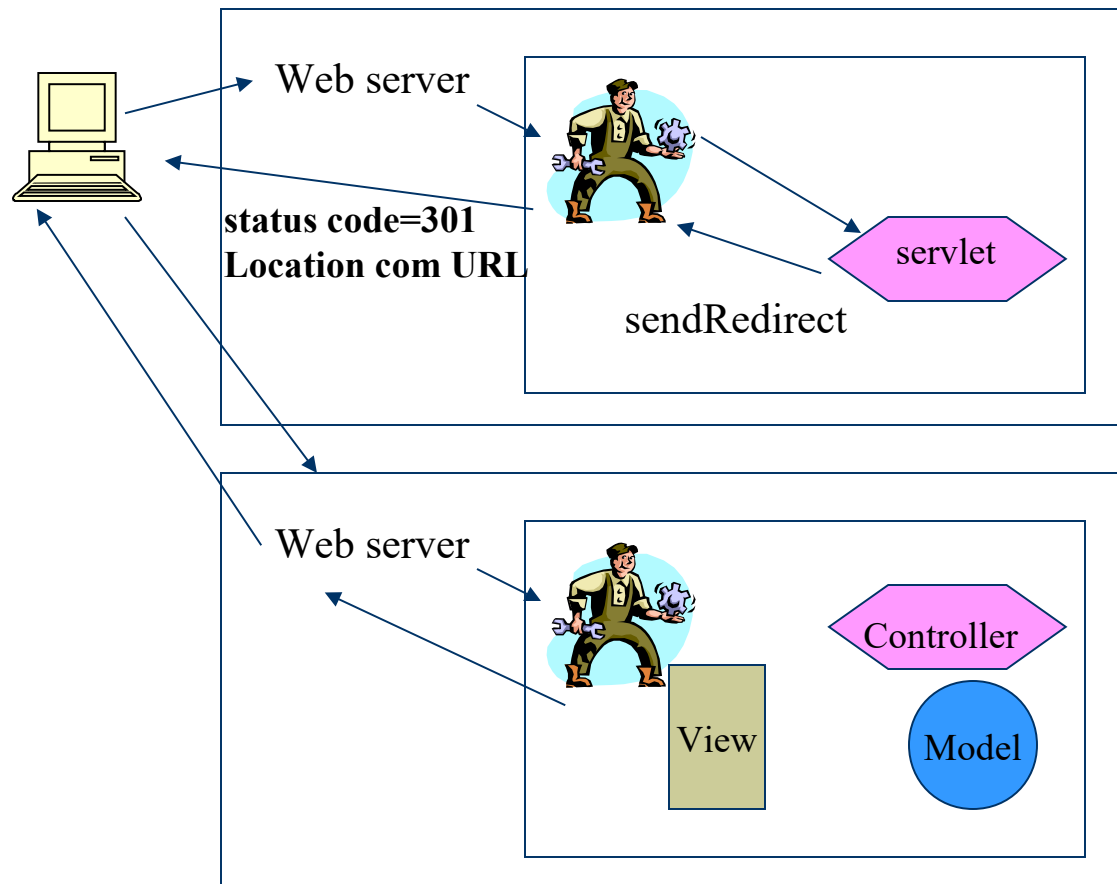 Web server
status code=301
Location com URL
servlet
sendRedirect
Web server
Controller
View
Model